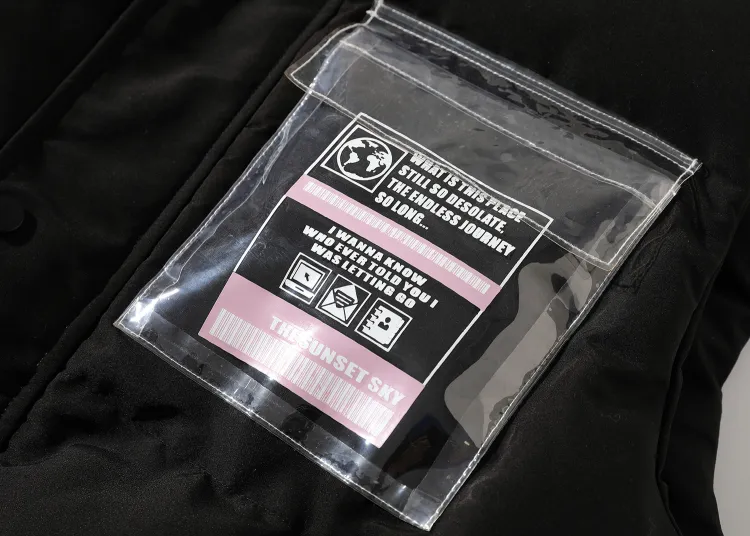 WHAT IS THIS PLACE
STILL SO DESOLATE,
THE ENDLESS JOURNEY
SO LONG...
I WANNA KNOW
WHO EVER TOLD YOU I
WAS LETTING GO
THE SUNSET SKY